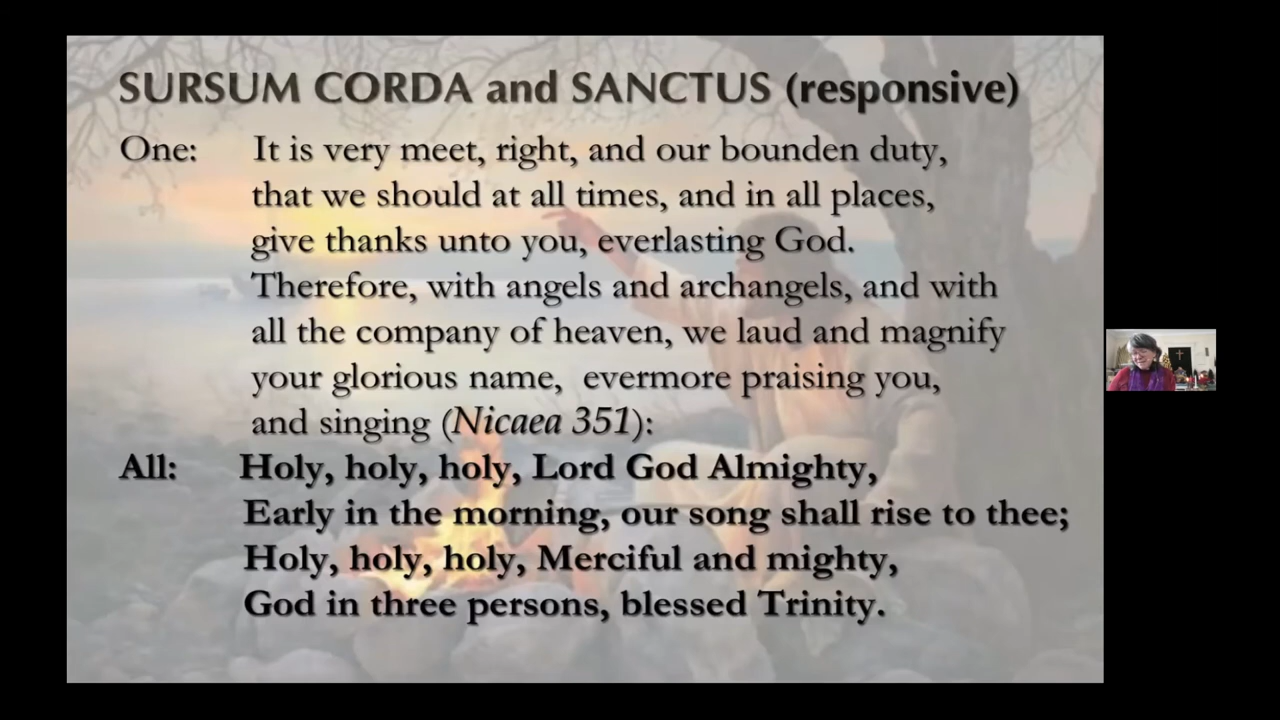 SURSUM CORDA and SANCTUS (responsive)
One: It is very meet, right, and our bounden duty,
that we should at all times, and in all places,
give thanks unto you, everlasting God.
Therefore, with angels and archangels, and with
all the company of heaven, we laud and magnify
your glorious name, evermore praising you,
and singing (Nicaea 351):
All: Holy, holy, holy, Lord God Almighty,
Early in the morning, our song shall rise to thee;
Holy, holy, holy, Merciful and mighty,
God in three persons, blessed Trinity.